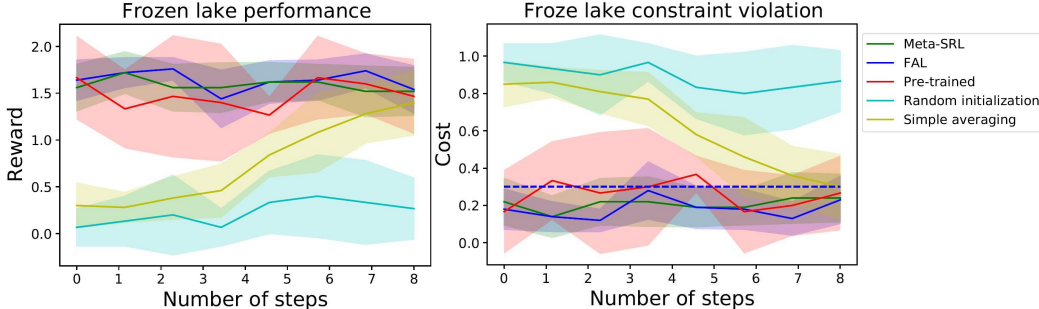 Frozen lake performance
Reward
2.0
1.5
1.0
0.5
0.0
0 1 2 3 4 5 6 7 8
Number of steps
Froze lake constraint violation
Cost
1.0
0.8
0.6
0.4
0.2
0.0
0 1 2 3 4 5 6 7 8
Number of steps
Meta-SRL
FAL
Pre-trained
Random initialization
Simple averaging